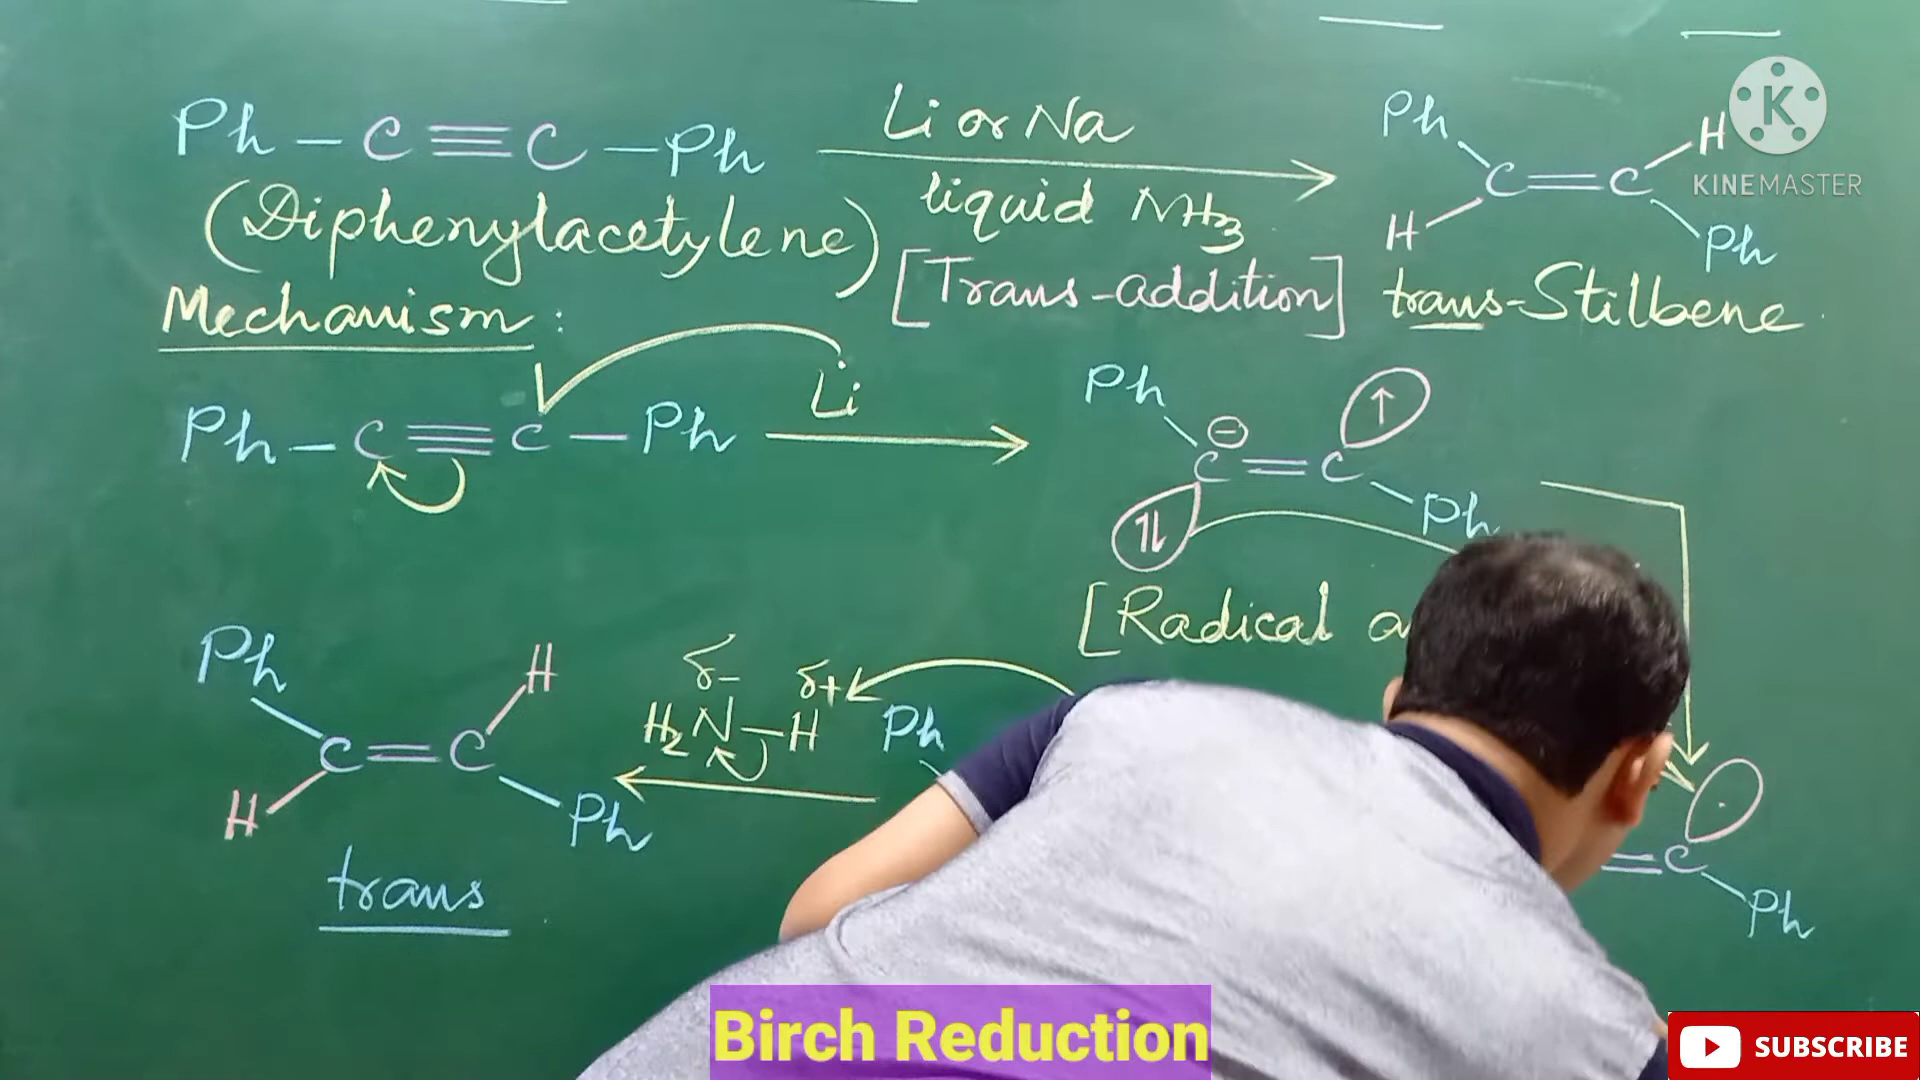 Ph – C ≡ C – Ph
Li or Na
liquid NH3
[Trans-addition]
Ph H
C = C
H Ph
trans-Stilbene
(Diphenylacetylene)
Mechanism :
Ph – C ≡ C – Ph
Li
Ph ⊖ ↑
C = C
⇅ Ph
[Radical
Ph H
C = C
H Ph
trans
δ- δ+
H2N – H
Ph
= C ·
Ph
K
KINEMASTER
Birch Reduction
SUBSCRIBE